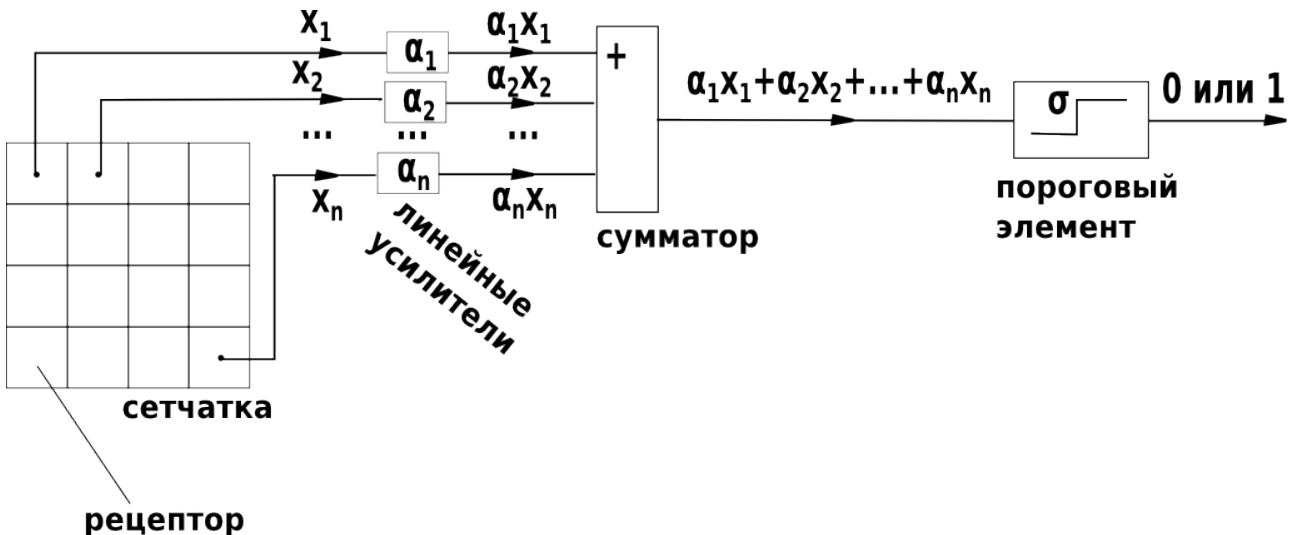 x₁ α₁ α₁x₁ +
x₂ α₂ α₂x₂
... ... ...
xₙ αₙ αₙxₙ
линейные
усилители
сумматор
α₁x₁+α₂x₂+...+αₙxₙ
σ
0 или 1
пороговый
элемент
сетчатка
рецептор